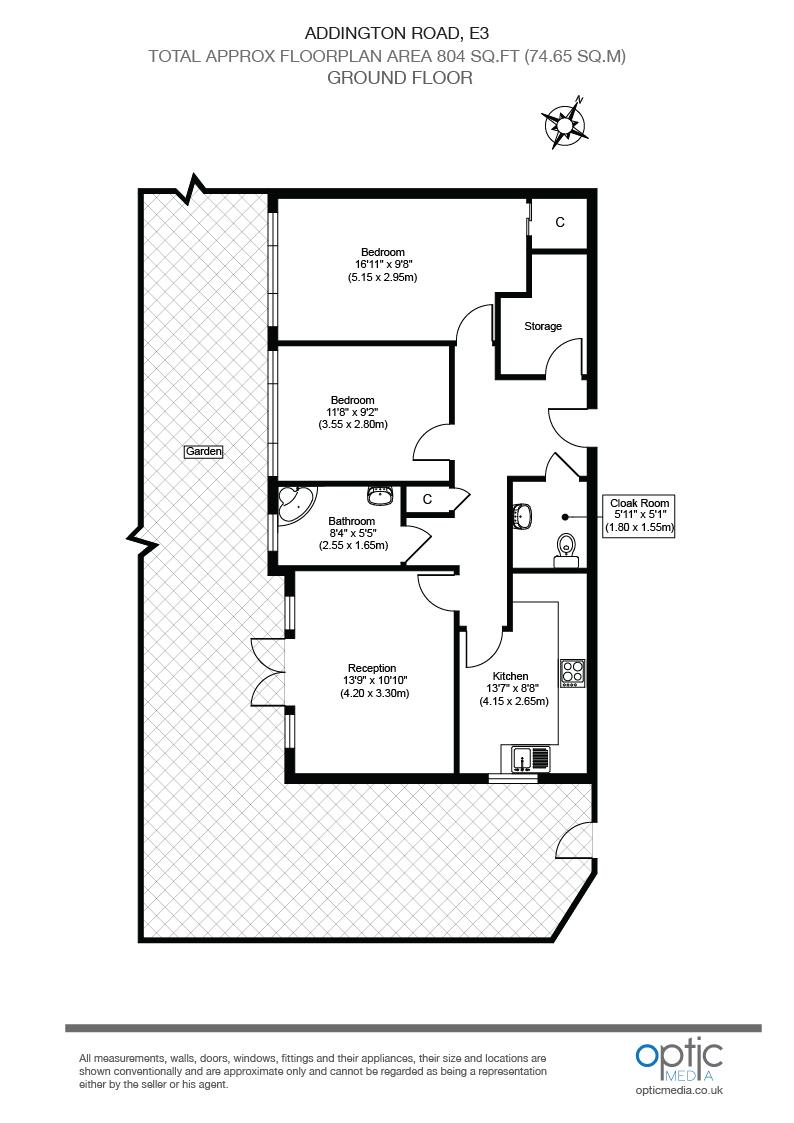 ADDINGTON ROAD, E3
TOTAL APPROX FLOORPLAN AREA 804 SQ.FT (74.65 SQ.M)
GROUND FLOOR
N
C
Bedroom
16'11" x 9'8"
(5.15 x 2.95m)
Storage
Bedroom
11'8" x 9'2"
(3.55 x 2.80m)
Garden
C
Cloak Room
5'11" x 5'1"
(1.80 x 1.55m)
Bathroom
8'4" x 5'5"
(2.55 x 1.65m)
Reception
13'9" x 10'10"
(4.20 x 3.30m)
Kitchen
13'7" x 8'8"
(4.15 x 2.65m)
All measurements, walls, doors, windows, fittings and their appliances, their size and locations are
shown conventionally and are approximate only and cannot be regarded as being a representation
either by the seller or his agent.
optic
MEDIA
opticmedia.co.uk